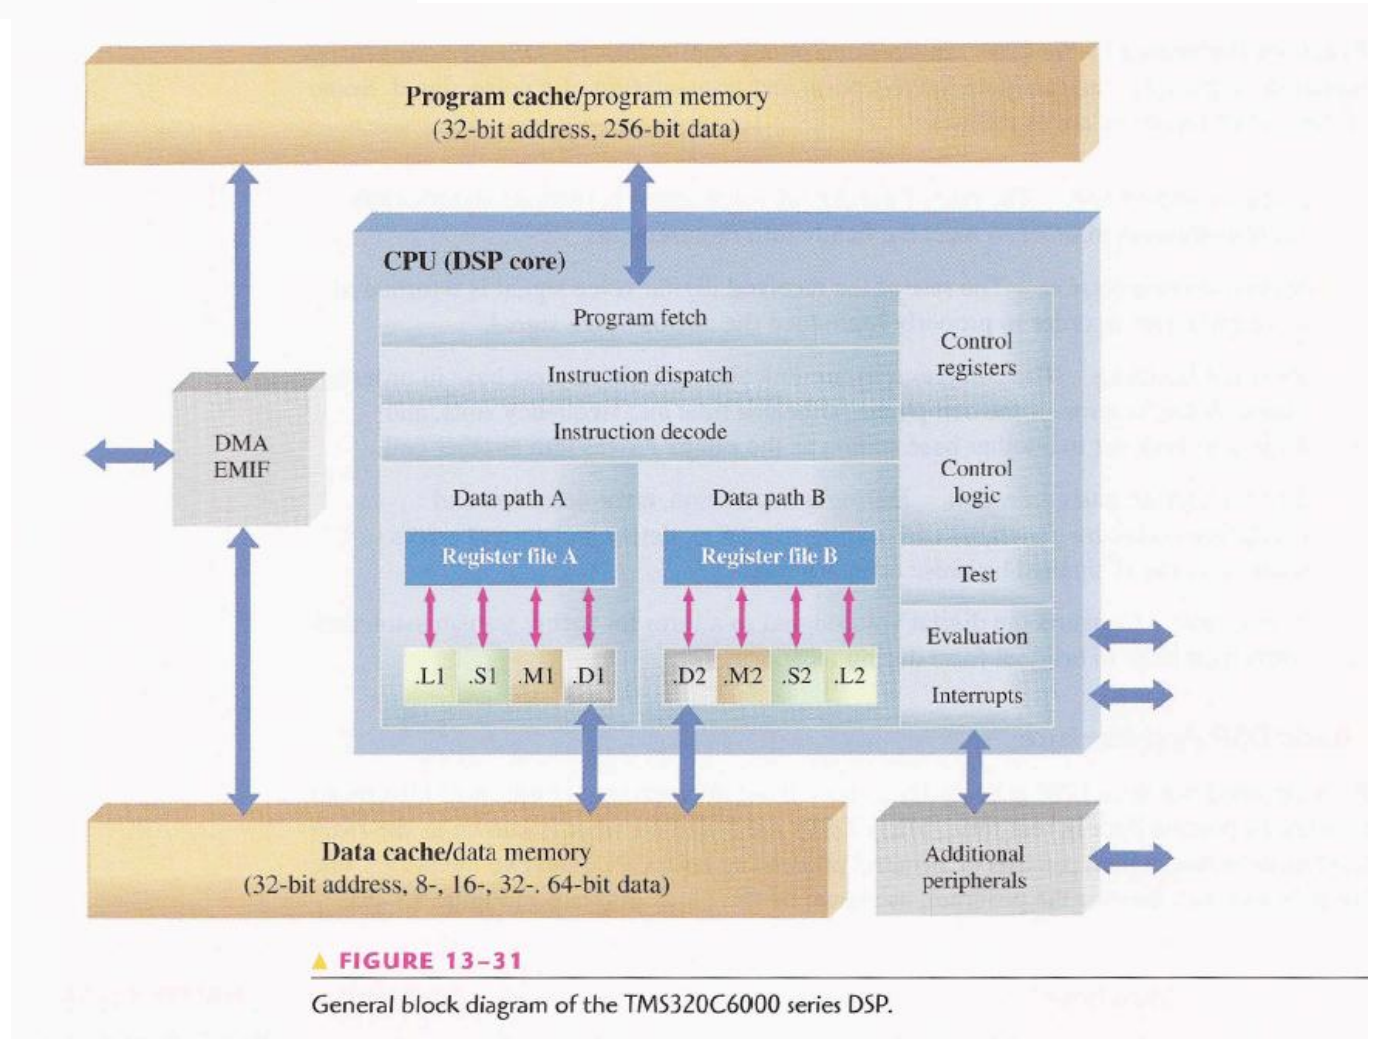 Program cache/program memory
(32-bit address, 256-bit data)
CPU (DSP core)
Program fetch
Control
registers
Instruction dispatch
Instruction decode
DMA
EMIF
Control
logic
Data path A
Data path B
Register file A
Register file B
Test
Evaluation
.L1 .S1 .M1 .D1
.D2 .M2 .S2 .L2
Interrupts
Data cache/data memory
(32-bit address, 8-, 16-, 32-. 64-bit data)
Additional
peripherals
FIGURE 13–31
General block diagram of the TMS320C6000 series DSP.